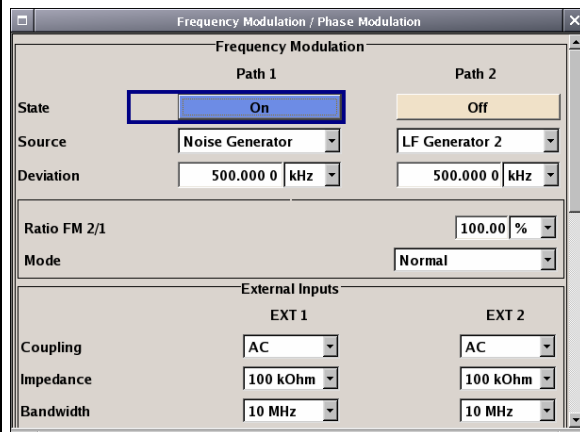 Frequency Modulation / Phase Modulation
Frequency Modulation
Path 1 Path 2
State On Off
Source Noise Generator LF Generator 2
Deviation 500.000 0 kHz 500.000 0 kHz
Ratio FM 2/1 100.00 %
Mode Normal
External Inputs
EXT 1 EXT 2
Coupling AC AC
Impedance 100 kOhm 100 kOhm
Bandwidth 10 MHz 10 MHz